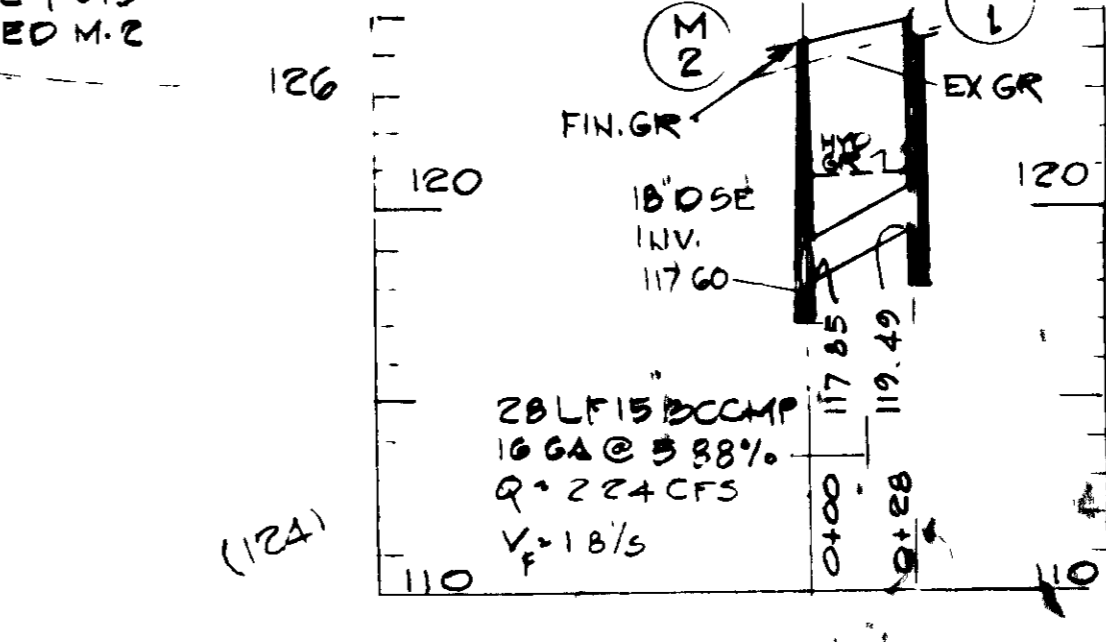 ED M-2
126
M
2
1
EX GR
FIN. GR
HYD
GR
120
120
18" D SE
INV.
117 60
117 85
119.49
28 LF 15" BCCMP
16 GA @ 5 88%
Q = 2 24 CFS
VF = 1 8'/S
0+00
0+28
(124)
110
110